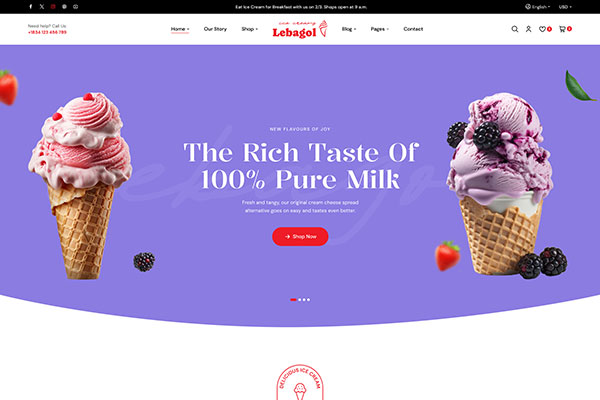 Eat Ice Cream for Breakfast with us on 2/3. Shops open at 9 a.m.
English
USD
Need help? Call Us:
+1834 123 456 789
Home
Our Story
Shop
ice cream
Lebagol
Blog
Pages
Contact
0
0
NEW FLAVOURS OF JOY
The Rich Taste Of
100% Pure Milk
Fresh and tangy, our original cream cheese spread
alternative goes on easy and tastes even better.
Shop Now
DELICIOUS ICE CREAM